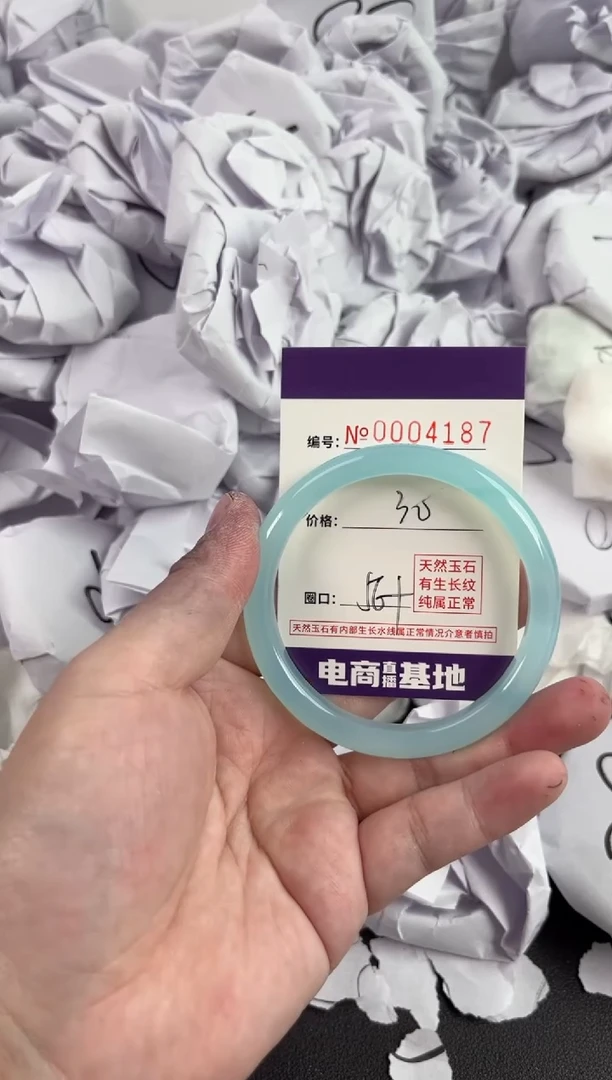 编号: №0004187
价格: 30
圈口: 56+
天然玉石
有生长纹
纯属正常
天然玉石有内部生长水线属正常情况介意者慎拍
电商直播基地